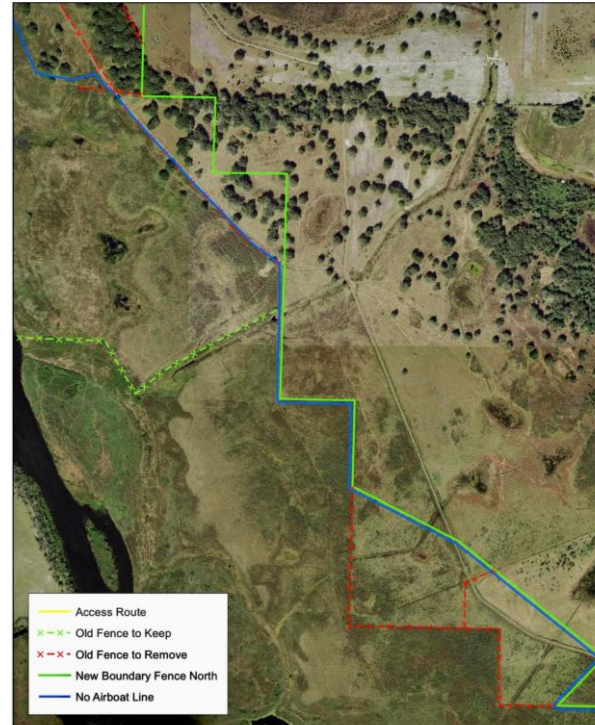 Access Route
Old Fence to Keep
Old Fence to Remove
New Boundary Fence North
No Airboat Line